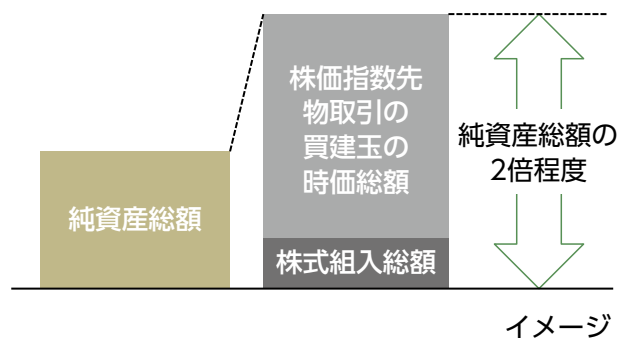 株価指数先
物取引の
買建玉の
時価総額
純資産総額の
2倍程度
純資産総額
株式組入総額
イメージ